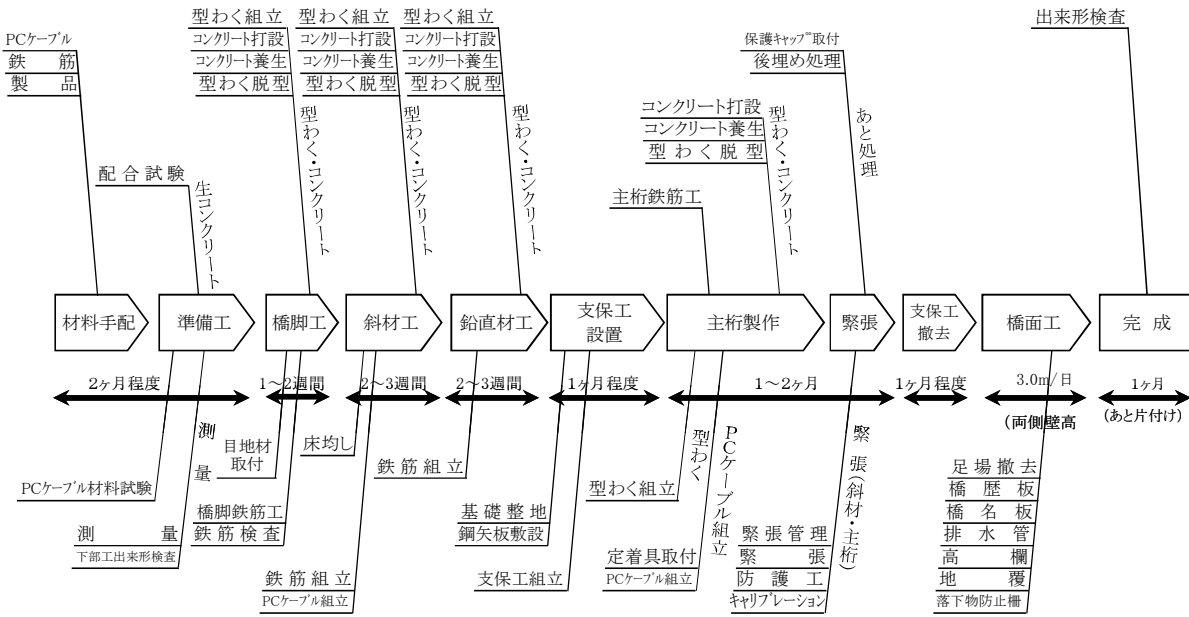 PCケーブル
鉄筋
製品
配合試験
生コンクリート
型わく組立
コンクリート打設
コンクリート養生
型わく脱型
型わく・コンクリート
型わく組立
コンクリート打設
コンクリート養生
型わく脱型
型わく・コンクリート
型わく組立
コンクリート打設
コンクリート養生
型わく脱型
型わく・コンクリート
主桁鉄筋工
コンクリート打設
コンクリート養生
型わく脱型
型わく・コンクリート
保護キャップ取付
後埋め処理
あと処理
出来形検査
材料手配
準備工
橋脚工
斜材工
鉛直材工
支保工
設置
主桁製作
緊張
支保工
撤去
橋面工
完成
2ヶ月程度
1～2週間
2～3週間
2～3週間
1ヶ月程度
1～2ヶ月
1ヶ月程度
3.0m/日
(両側壁高
1ヶ月
(あと片付け)
PCケーブル材料試験
測量
測量
下部工出来形検査
目地材
取付
橋脚鉄筋工
鉄筋検査
床均し
鉄筋組立
PCケーブル組立
鉄筋組立
基礎整地
鋼矢板敷設
支保工組立
型わく
型わく組立
PCケーブル組立
定着具取付
PCケーブル組立
緊張(斜材・主桁)
緊張管理
緊張
防護工
キャリブレーション
足場撤去
橋歴板
橋名板
排水管
高欄
地覆
落下物防止柵